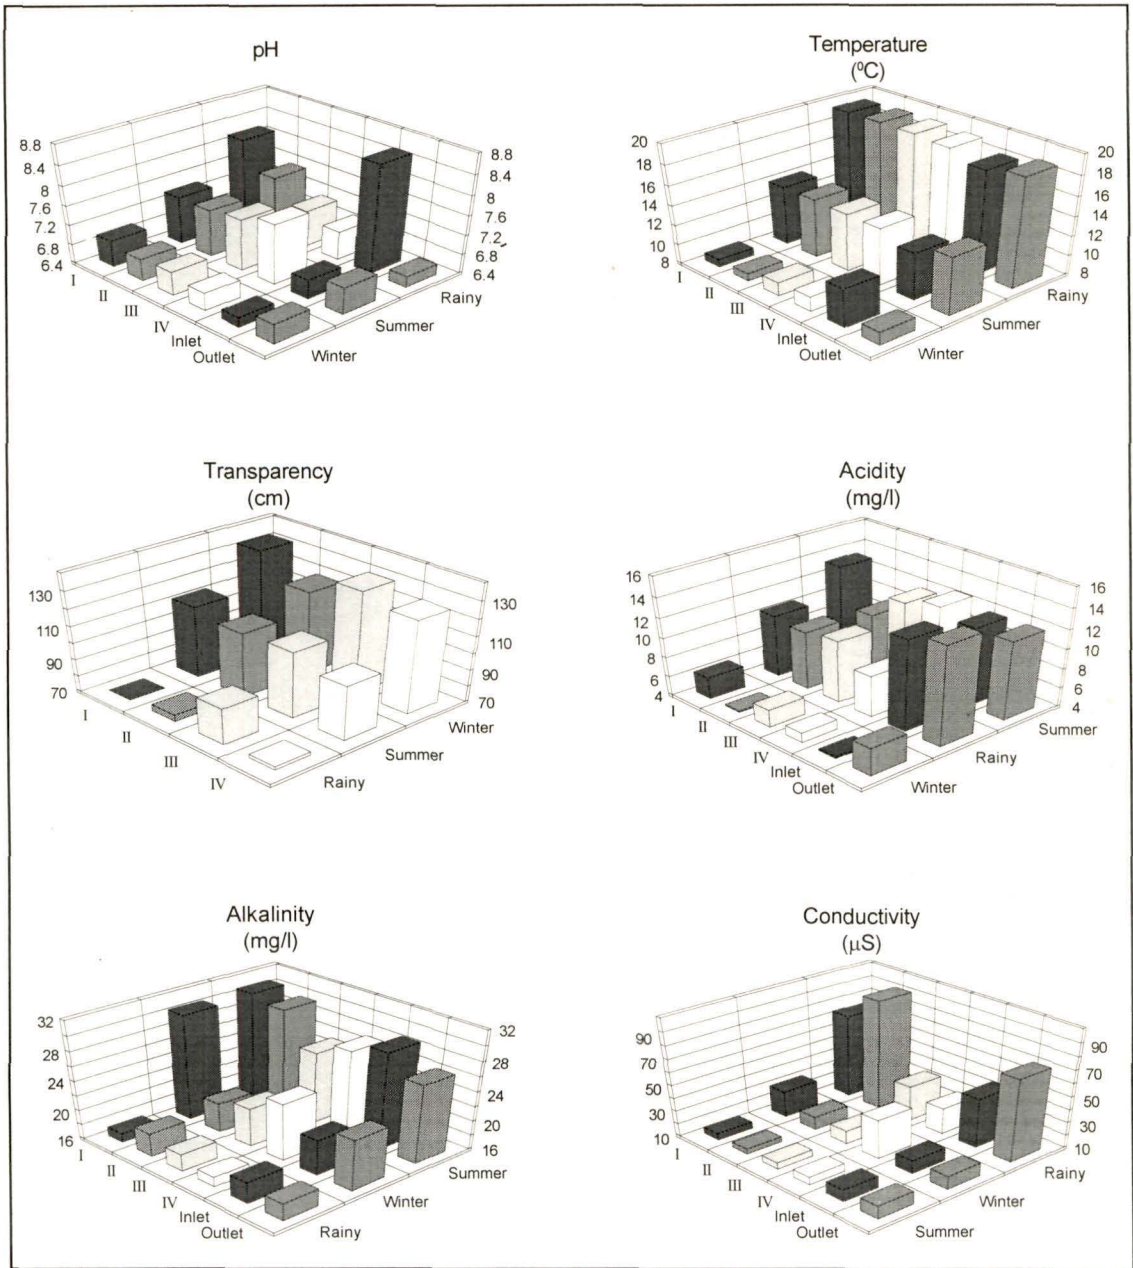 pH
8.8
8.4
8
7.6
7.2
6.8
6.4
8.8
8.4
8
7.6
7.2
6.8
6.4
I
II
III
IV
Inlet
Outlet
Winter
Summer
Rainy
Temperature
(ºC)
20
18
16
14
12
10
8
20
18
16
14
12
10
8
I
II
III
IV
Inlet
Outlet
Winter
Summer
Rainy
Transparency
(cm)
130
110
90
70
130
110
90
70
I
II
III
IV
Rainy
Summer
Winter
Acidity
(mg/l)
16
14
12
10
8
6
4
16
14
12
10
8
6
4
I
II
III
IV
Inlet
Outlet
Winter
Rainy
Summer
Alkalinity
(mg/l)
32
28
24
20
16
32
28
24
20
16
I
II
III
IV
Inlet
Outlet
Rainy
Winter
Summer
Conductivity
(μS)
90
70
50
30
10
90
70
50
30
10
I
II
III
IV
Inlet
Outlet
Summer
Winter
Rainy